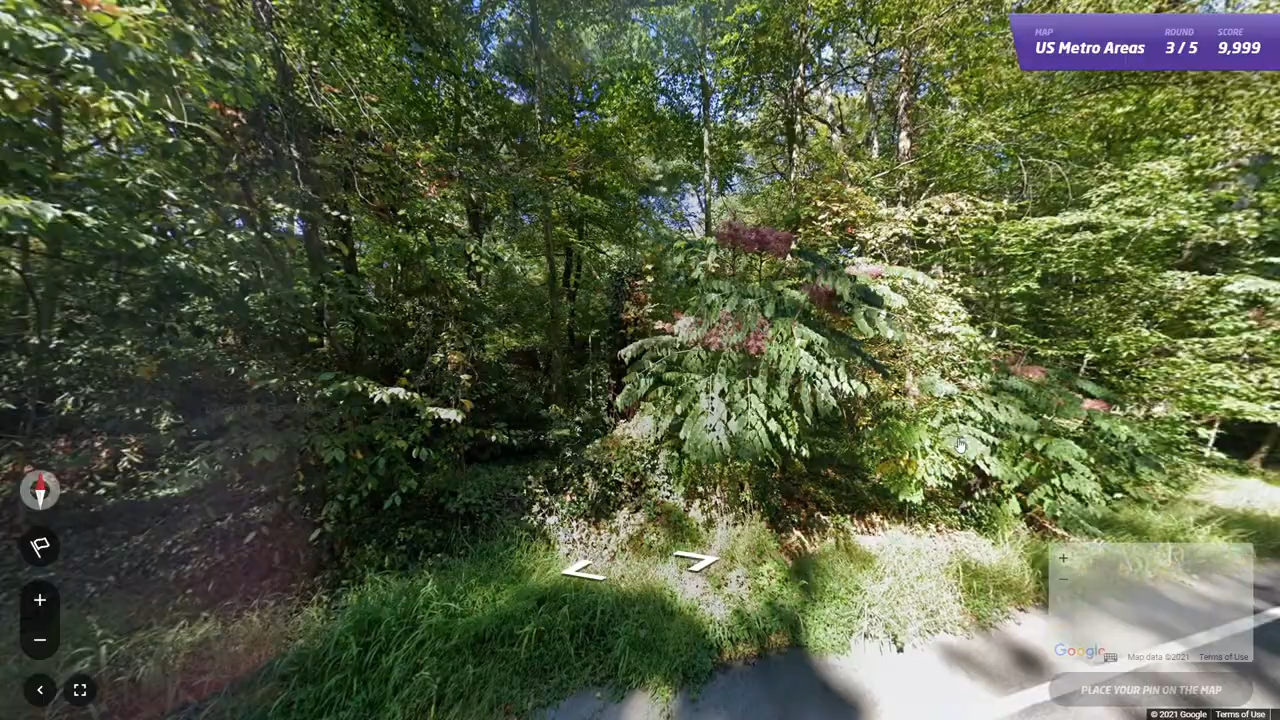 MAP
US Metro Areas
ROUND
3 / 5
SCORE
9,999
Google
Map data ©2021
Terms of Use
PLACE YOUR PIN ON THE MAP
© 2021 Google
Terms of Use